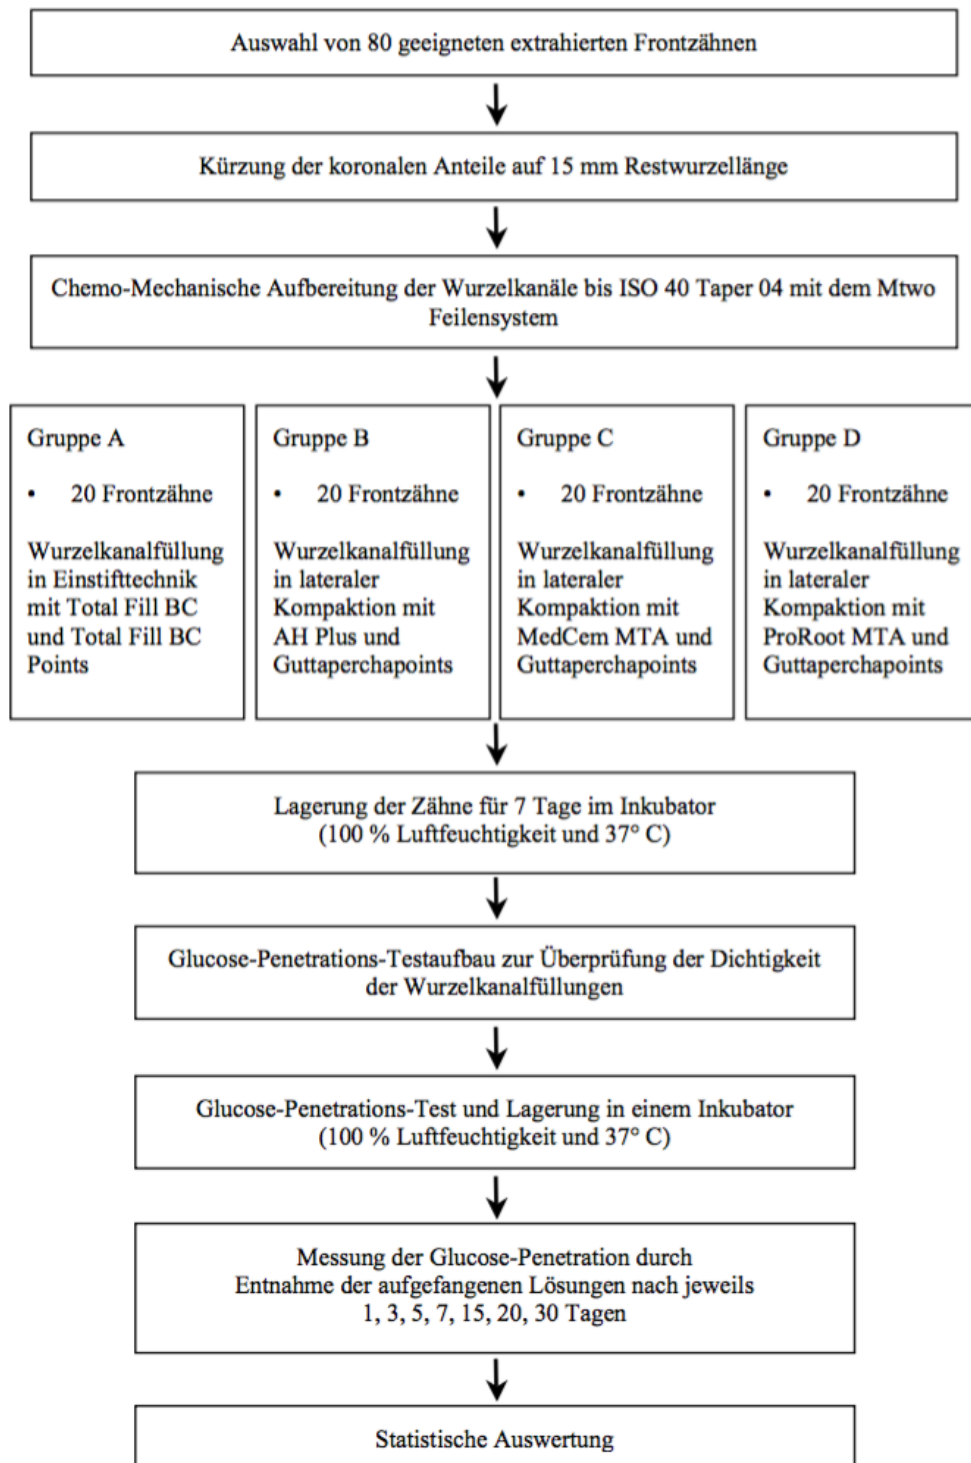 Auswahl von 80 geeigneten extrahierten Frontzähnen
Kürzung der koronalen Anteile auf 15 mm Restwurzellänge
Chemo-Mechanische Aufbereitung der Wurzelkanäle bis ISO 40 Taper 04 mit dem Mtwo
Feilensystem
Gruppe A
• 20 Frontzähne
Wurzelkanalfüllung
in Einstifttechnik
mit Total Fill BC
und Total Fill BC
Points
Gruppe B
• 20 Frontzähne
Wurzelkanalfüllung
in lateraler
Kompaktion mit
AH Plus und
Guttaperchapoints
Gruppe C
• 20 Frontzähne
Wurzelkanalfüllung
in lateraler
Kompaktion mit
MedCem MTA und
Guttaperchapoints
Gruppe D
• 20 Frontzähne
Wurzelkanalfüllung
in lateraler
Kompaktion mit
ProRoot MTA und
Guttaperchapoints
Lagerung der Zähne für 7 Tage im Inkubator
(100 % Luftfeuchtigkeit und 37° C)
Glucose-Penetrations-Testaufbau zur Überprüfung der Dichtigkeit
der Wurzelkanalfüllungen
Glucose-Penetrations-Test und Lagerung in einem Inkubator
(100 % Luftfeuchtigkeit und 37° C)
Messung der Glucose-Penetration durch
Entnahme der aufgefangenen Lösungen nach jeweils
1, 3, 5, 7, 15, 20, 30 Tagen
Statistische Auswertung